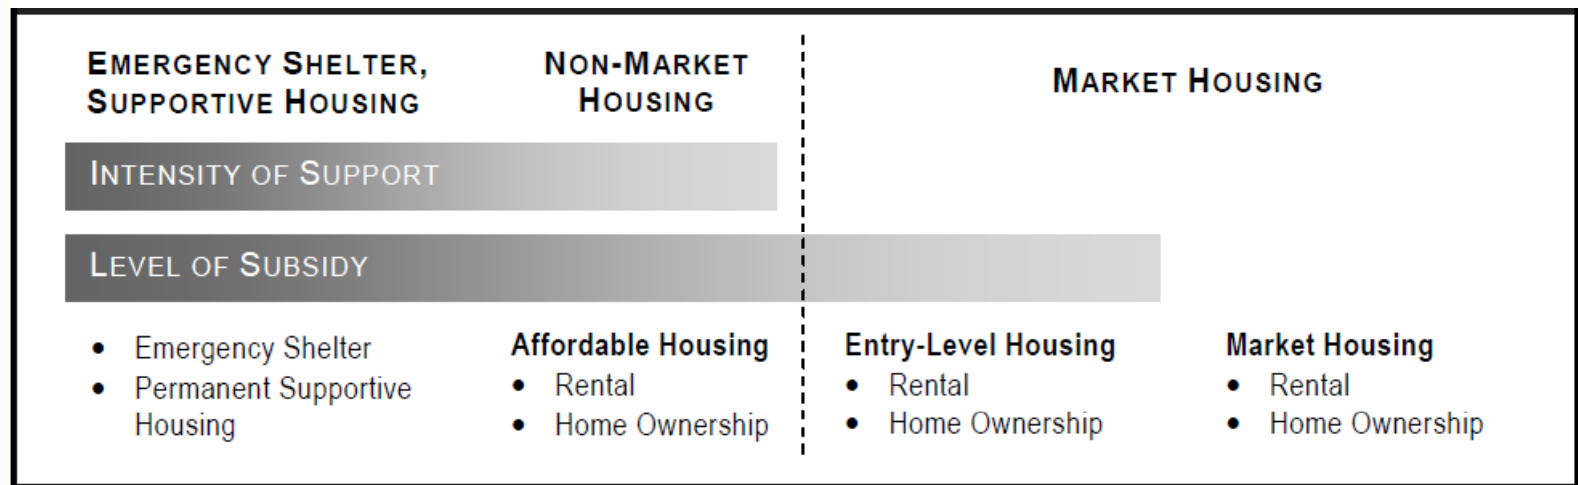 EMERGENCY SHELTER,
SUPPORTIVE HOUSING
NON-MARKET
HOUSING
MARKET HOUSING
INTENSITY OF SUPPORT
LEVEL OF SUBSIDY
• Emergency Shelter
• Permanent Supportive
Housing
Affordable Housing
• Rental
• Home Ownership
Entry-Level Housing
• Rental
• Home Ownership
Market Housing
• Rental
• Home Ownership